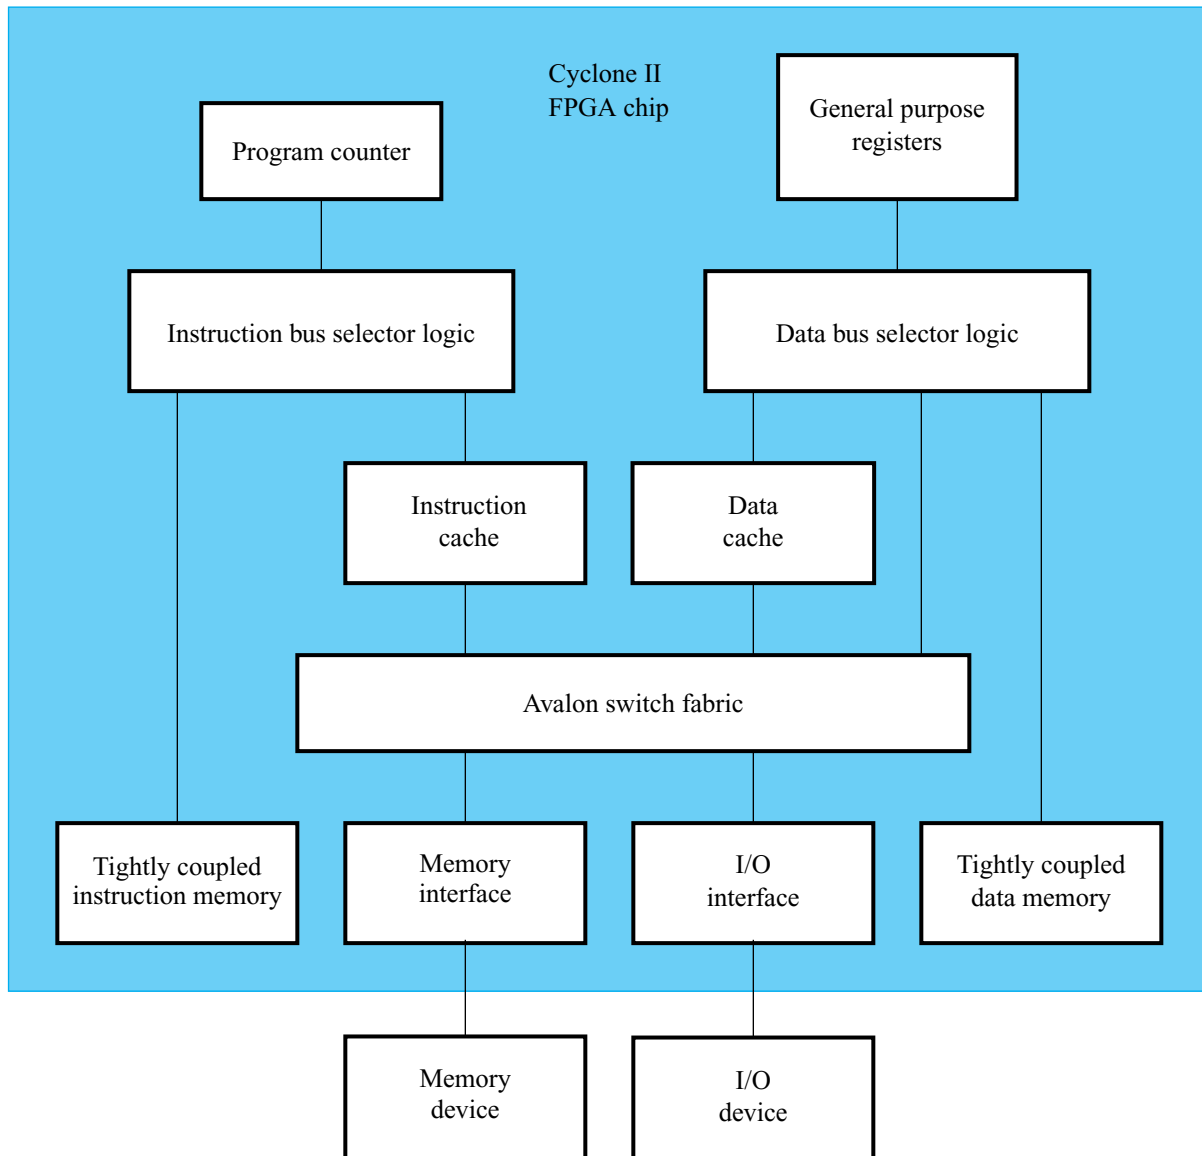 Cyclone II
FPGA chip
General purpose
registers
Program counter
Instruction bus selector logic
Data bus selector logic
Instruction
cache
Data
cache
Avalon switch fabric
Tightly coupled
instruction memory
Memory
interface
I/O
interface
Tightly coupled
data memory
Memory
device
I/O
device